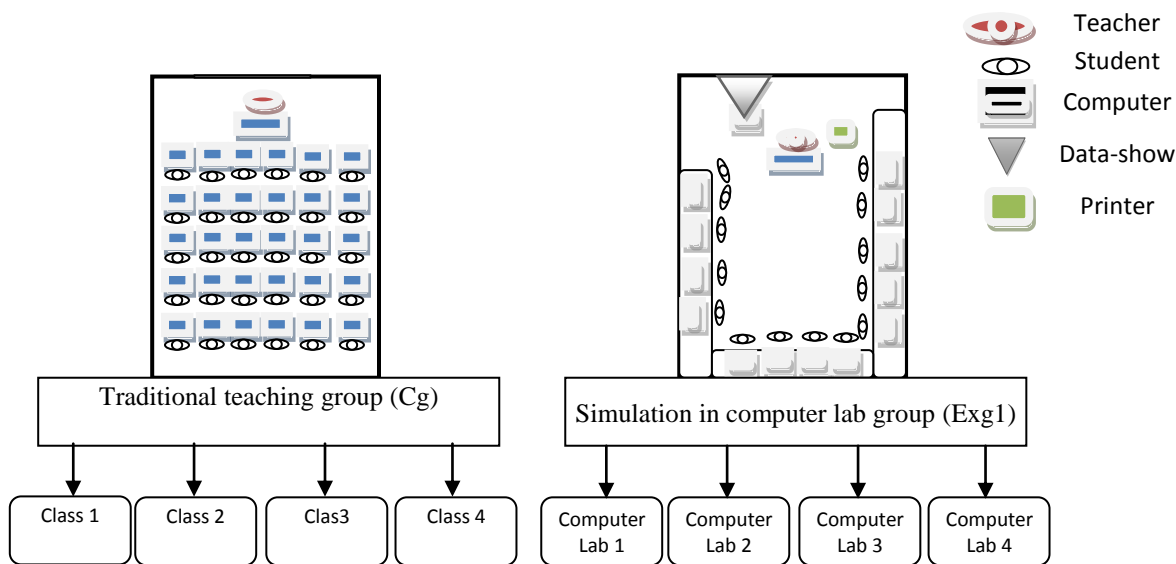 Teacher
Student
Computer
Data-show
Printer
Traditional teaching group (Cg)
Simulation in computer lab group (Exg1)
Class 1
Class 2
Clas3
Class 4
Computer
Lab 1
Computer
Lab 2
Computer
Lab 3
Computer
Lab 4